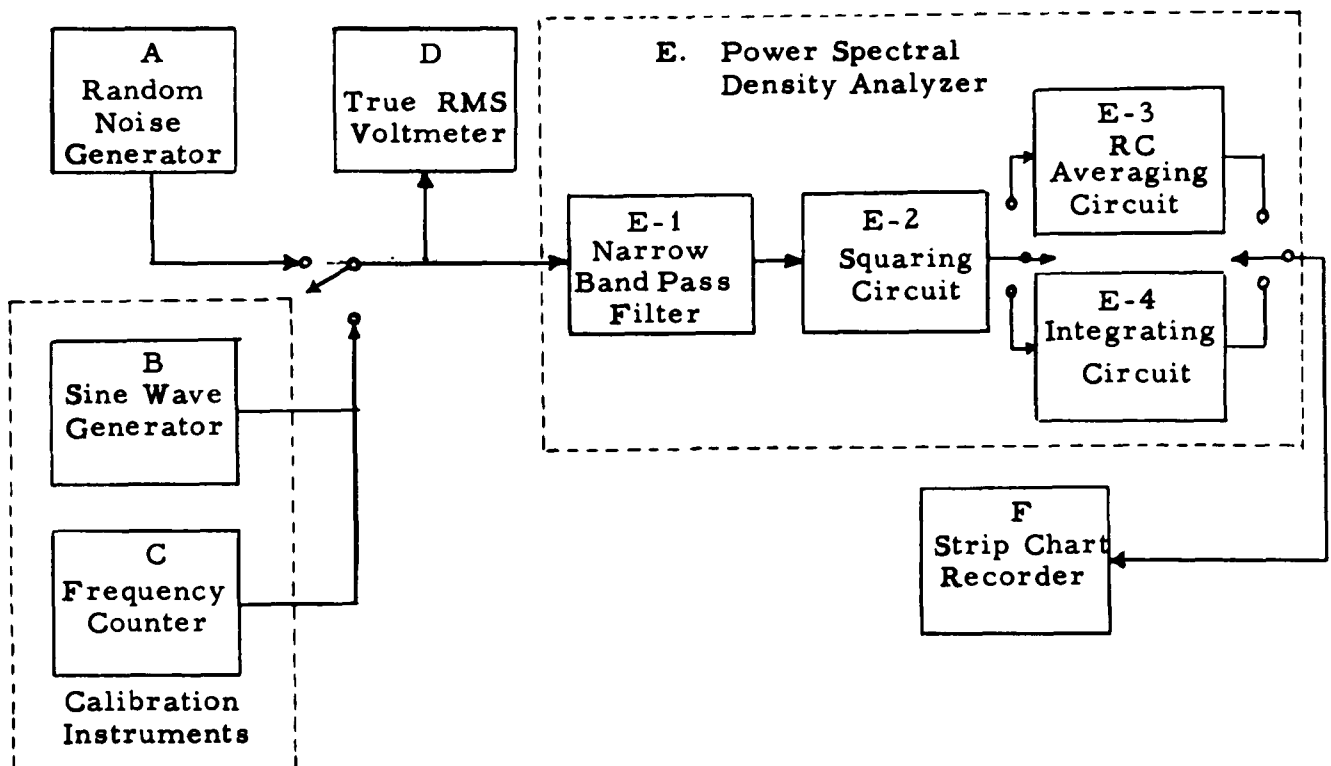 A
Random
Noise
Generator
D
True RMS
Voltmeter
E. Power Spectral
Density Analyzer
E-1
Narrow
Band Pass
Filter
E-2
Squaring
Circuit
E-3
RC
Averaging
Circuit
E-4
Integrating
Circuit
B
Sine Wave
Generator
C
Frequency
Counter
Calibration
Instruments
F
Strip Chart
Recorder